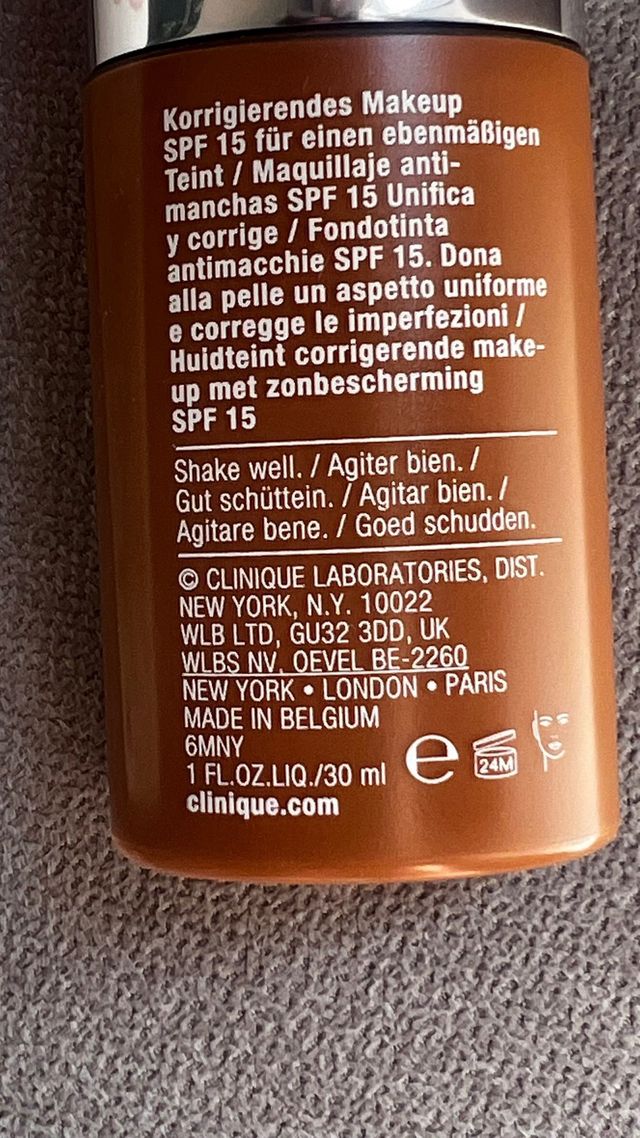 Korrigierendes Makeup
SPF 15 für einen ebenmäßigen
Teint / Maquillaje anti-
manchas SPF 15 Unifica
y corrige / Fondotinta
antimacchie SPF 15. Dona
alla pelle un aspetto uniforme
e corregge le imperfezioni /
Huidteint corrigerende make-
up met zonbescherming
SPF 15
Shake well. / Agiter bien. /
Gut schüttein. / Agitar bien. /
Agitare bene. / Goed schudden.
© CLINIQUE LABORATORIES, DIST.
NEW YORK, N.Y. 10022
WLB LTD, GU32 3DD, UK
WLBS NV, OEVEL BE-2260
NEW YORK • LONDON • PARIS
MADE IN BELGIUM
6MNY
1 FL.OZ.LIQ./30 ml e 24M
clinique.com